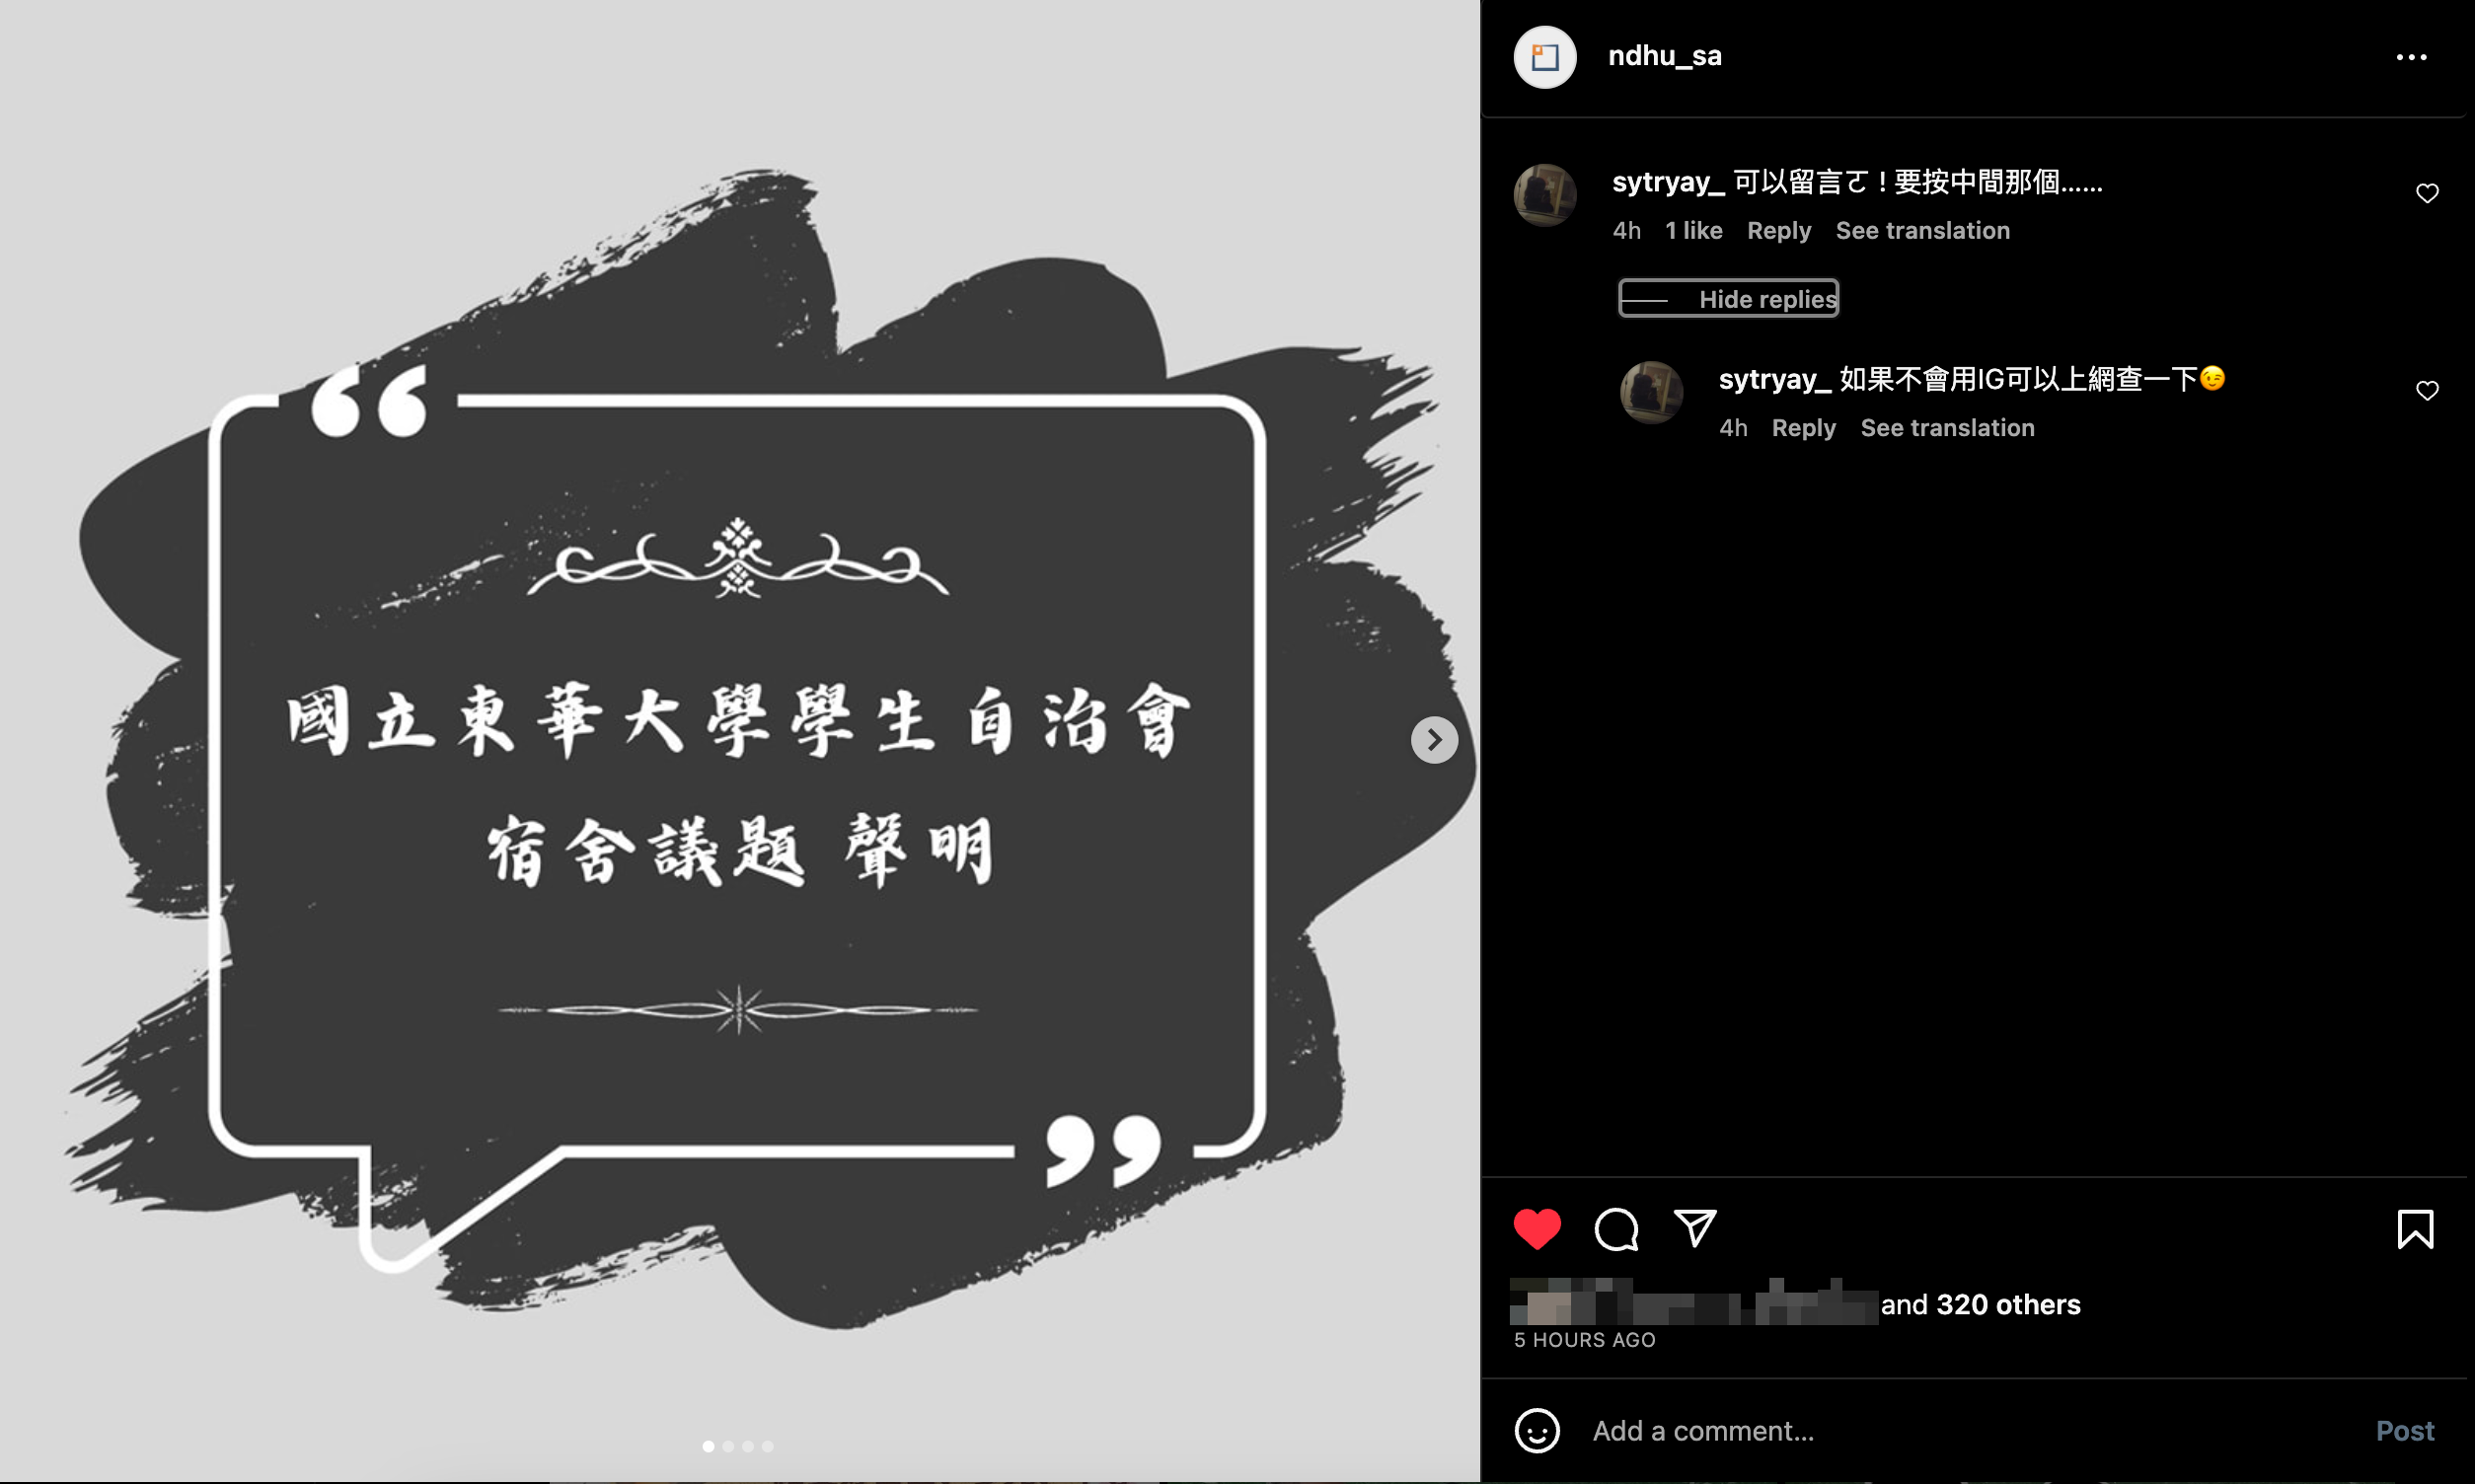 國立東華大學學生自治會
宿舍議題 聲明
ndhu_sa
sytryay_ 可以留言ㄛ！要按中間那個......
4h 1 like Reply See translation
Hide replies
sytryay_ 如果不會用IG可以上網查一下😉
4h Reply See translation
and 320 others
5 HOURS AGO
Add a comment... Post